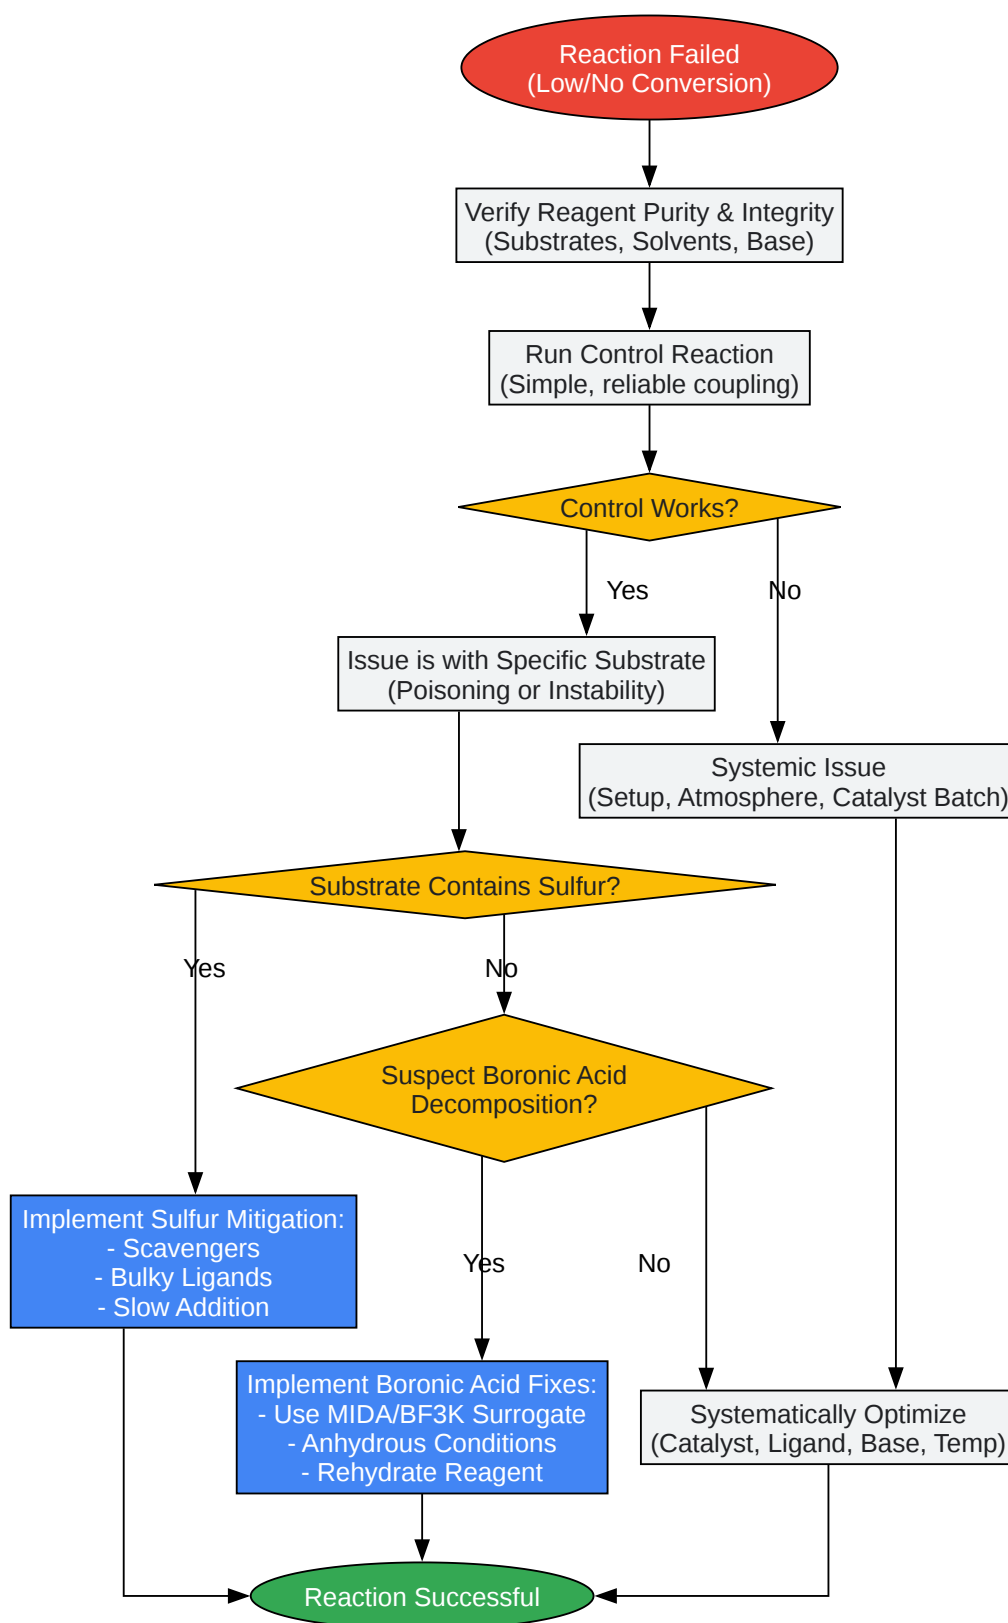 Reaction Failed
(Low/No Conversion)
Verify Reagent Purity & Integrity
(Substrates, Solvents, Base)
Run Control Reaction
(Simple, reliable coupling)
Control Works?
Yes
No
Issue is with Specific Substrate
(Poisoning or Instability)
Systemic Issue
(Setup, Atmosphere, Catalyst Batch)
Substrate Contains Sulfur?
Yes
No
Suspect Boronic Acid
Decomposition?
Implement Sulfur Mitigation:
- Scavengers
- Bulky Ligands
- Slow Addition
Yes
No
Implement Boronic Acid Fixes:
- Use MIDA/BF3K Surrogate
- Anhydrous Conditions
- Rehydrate Reagent
Systematically Optimize
(Catalyst, Ligand, Base, Temp)
Reaction Successful